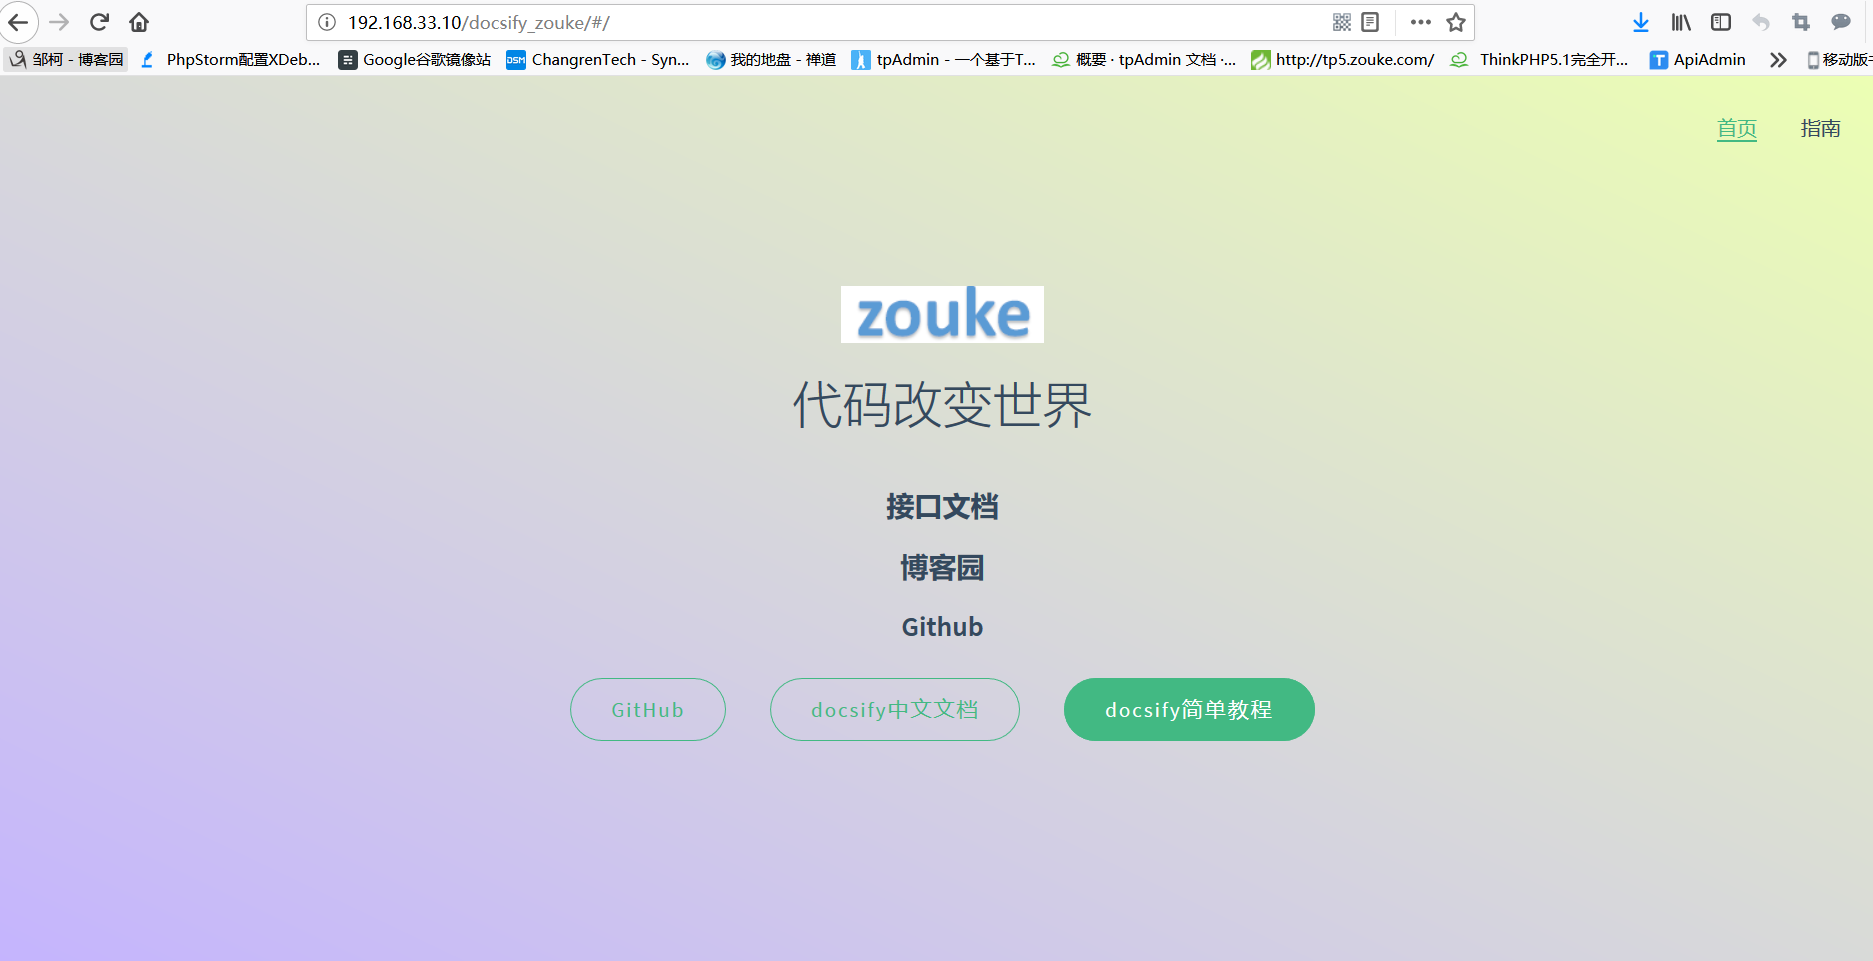 192.168.33.10/docsify_zouke/#/
邹柯 - 博客园 PhpStorm配置XDeb... Google谷歌镜像站 DSM ChangrenTech - Syn... 我的地盘 - 禅道 tpAdmin - 一个基于T... 概要 · tpAdmin 文档 ·... http://tp5.zouke.com/ ThinkPHP5.1完全开... T ApiAdmin 移动版
首页 指南
zouke
代码改变世界
接口文档
博客园
Github
GitHub docsify中文文档 docsify简单教程